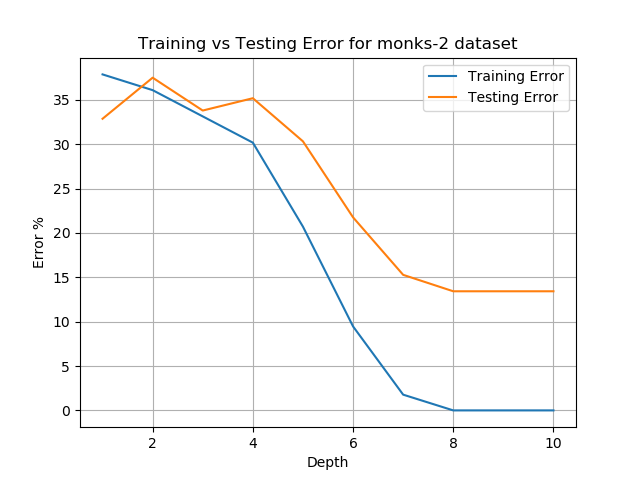 Training vs Testing Error for monks-2 dataset
Training Error
Testing Error
Error %
35
30
25
20
15
10
5
0
2 4 6 8 10
Depth